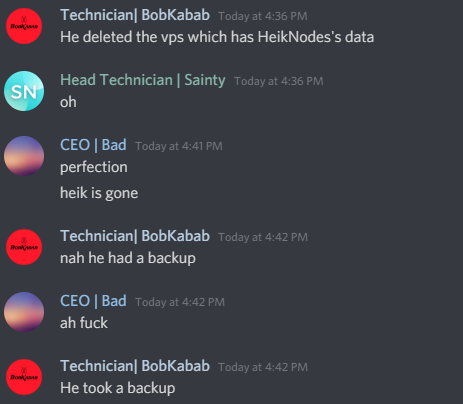 Technician| BobKabab Today at 4:36 PM
He deleted the vps which has HeikNodes's data
SN
Head Technician | Sainty Today at 4:36 PM
oh
CEO | Bad Today at 4:41 PM
perfection
heik is gone
Technician| BobKabab Today at 4:42 PM
nah he had a backup
CEO | Bad Today at 4:42 PM
ah fuck
Technician| BobKabab Today at 4:42 PM
He took a backup